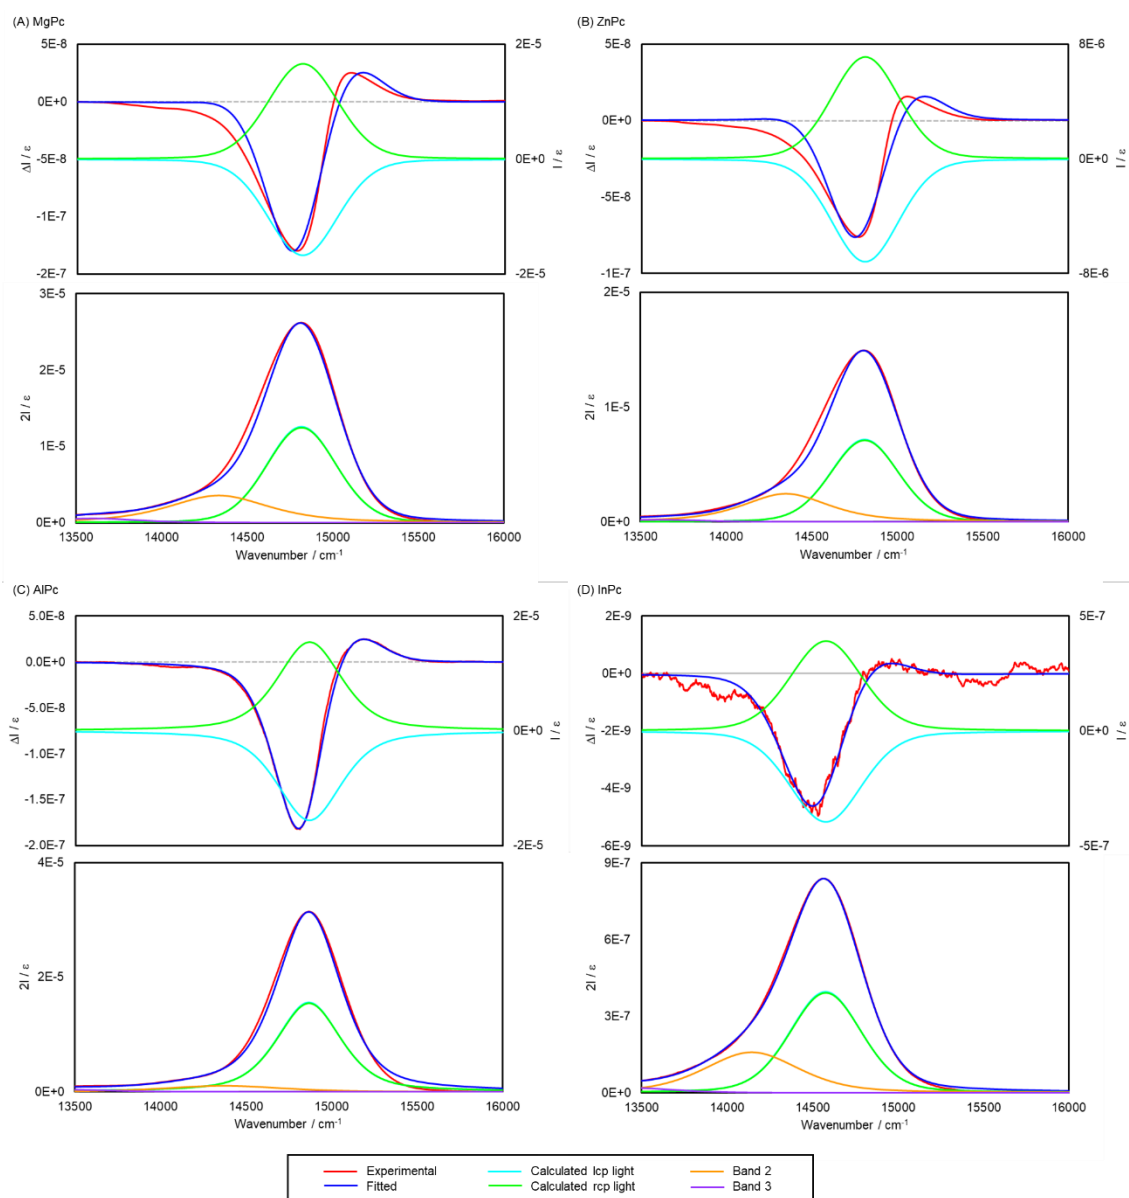 (A) MgPc
(B) ZnPc
5E-8
0E+0
-5E-8
-1E-7
-2E-7
ΔI / ε
2E-5
0E+0
-2E-5
I / ε
5E-8
0E+0
-5E-8
-1E-7
ΔI / ε
8E-6
0E+0
-8E-6
I / ε
3E-5
2E-5
1E-5
0E+0
2I / ε
13500 14000 14500 15000 15500 16000
Wavenumber / cm-1
2E-5
1E-5
0E+0
2I / ε
13500 14000 14500 15000 15500 16000
Wavenumber / cm-1
(C) AlPc
(D) InPc
5.0E-8
0.0E+0
-5.0E-8
-1.0E-7
-1.5E-7
-2.0E-7
ΔI / ε
2E-5
0E+0
-2E-5
I / ε
2E-9
0E+0
-2E-9
-4E-9
-6E-9
ΔI / ε
5E-7
0E+0
-5E-7
I / ε
4E-5
2E-5
0E+0
2I / ε
13500 14000 14500 15000 15500 16000
Wavenumber / cm-1
9E-7
6E-7
3E-7
0E+0
2I / ε
13500 14000 14500 15000 15500 16000
Wavenumber / cm-1
Experimental
Calculated lcp light
Band 2
Fitted
Calculated rcp light
Band 3